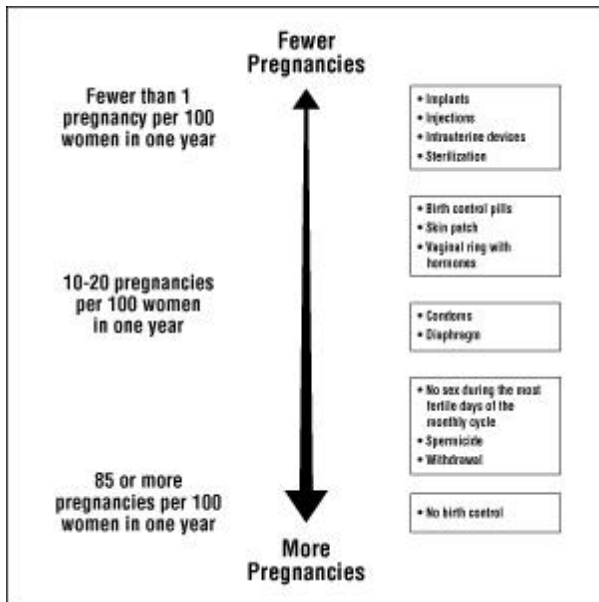 Fewer
Pregnancies
Fewer than 1
pregnancy per 100
women in one year
• Implants
• Injections
• Intrauterine devices
• Sterilization
• Birth control pills
• Skin patch
• Vaginal ring with
hormones
10-20 pregnancies
per 100 women
in one year
• Condoms
• Diaphragm
• No sex during the most
fertile days of the
monthly cycle
• Spermicide
• Withdrawal
85 or more
pregnancies per 100
women in one year
• No birth control
More
Pregnancies